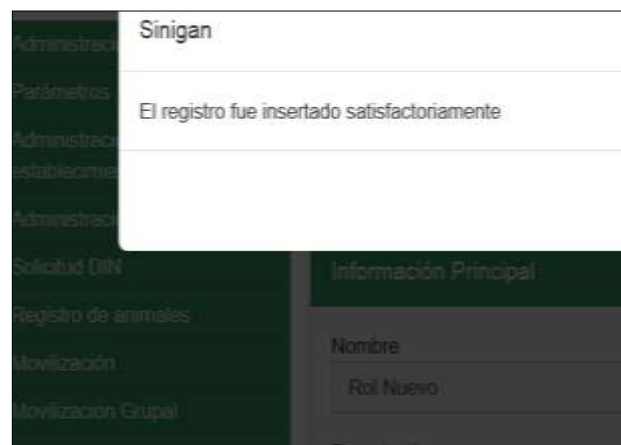 Sinigan
El registro fue insertado satisfactoriamente
Parámetros
Solicitud DIN
Registro de animales
Movilización
Movilizacion Grupal
Información Principal
Nombre
Rol Nuevo